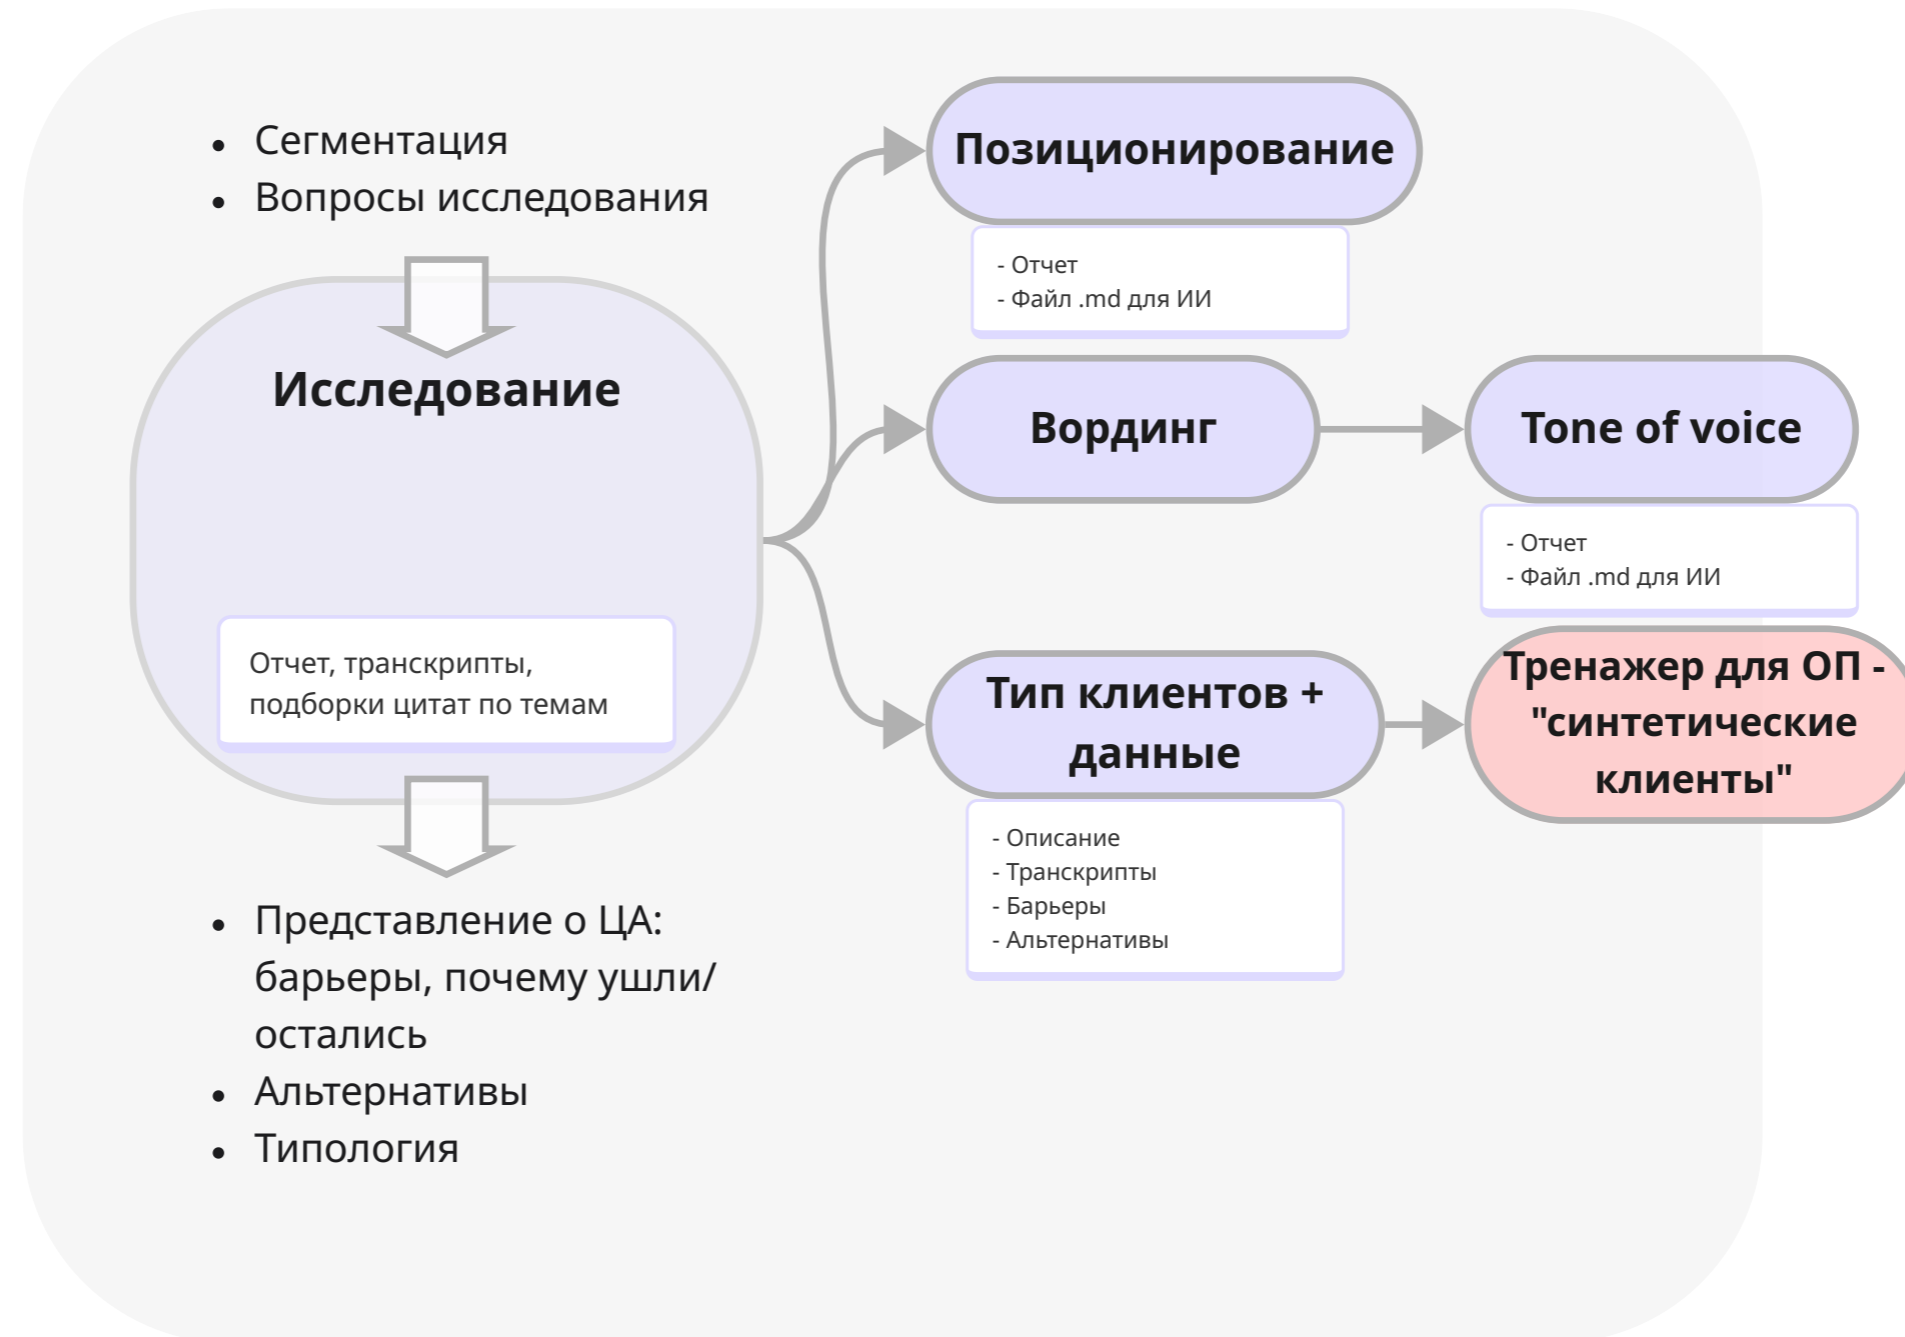 • Сегментация
• Вопросы исследования
Исследование
Отчет, транскрипты,
подборки цитат по темам
• Представление о ЦА:
барьеры, почему ушли/
остались
• Альтернативы
• Типология
Позиционирование
- Отчет
- Файл .md для ИИ
Вординг
Tone of voice
- Отчет
- Файл .md для ИИ
Тип клиентов +
данные
- Описание
- Транскрипты
- Барьеры
- Альтернативы
Тренажер для ОП -
"синтетические
клиенты"